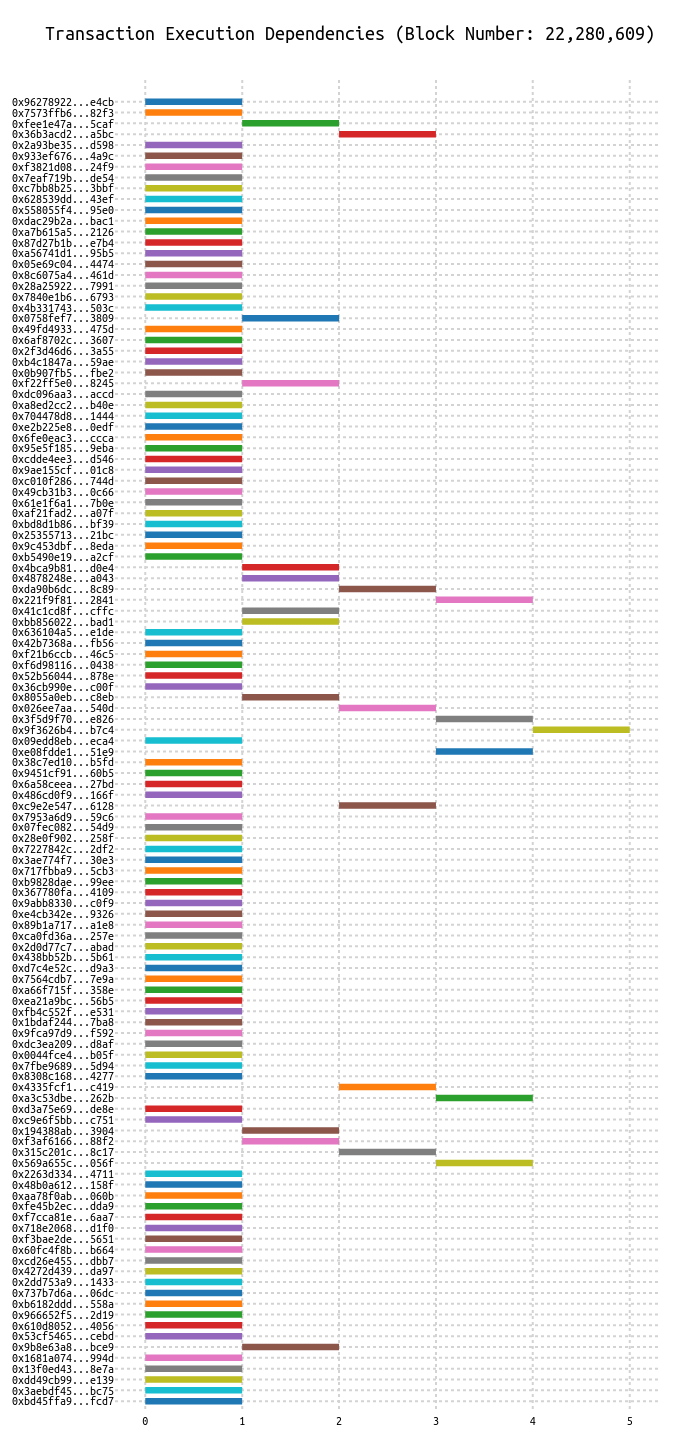 Transaction Execution Dependencies (Block Number: 22,280,609)
0x96278922...e4cb
0x7573ffb6...82f3
0xfee1e47a...5caf
0x36b3acd2...a5bc
0x2a93be35...d598
0x933ef676...4a9c
0xf3821d08...24f9
0x7eaf719b...de54
0xc7bb8b25...3bbf
0x628539dd...43ef
0x558055f4...95e0
0xdac29b2a...bac1
0xa7b615a5...2126
0x87d27b1b...e7b4
0xa56741d1...95b5
0x05e69c04...4474
0x8c6075a4...461d
0x28a25922...7991
0x7840e1b6...6793
0x4b331743...503c
0x0758fef7...3809
0x49fd4933...475d
0x6af8702c...3607
0x2f3d46d6...3a55
0xb4c1847a...59ae
0x0b907fb5...fbe2
0xf22ff5e0...8245
0xdc096aa3...accd
0xa8ed2cc2...b40e
0x704478d8...1444
0xe2b225e8...0edf
0x6fe0eac3...ccca
0x95e5f185...9eba
0xcdde4ee3...d546
0x9ae155cf...01c8
0xc010f286...744d
0x49cb31b3...0c66
0x61e1f6a1...7b0e
0xaf21fad2...a07f
0xbd8d1b86...bf39
0x25355713...21bc
0x9c453dbf...8eda
0xb5490e19...a2cf
0x4bca9b81...d0e4
0x4878248e...a043
0xda90b6dc...8c89
0x221f9f81...2841
0x41c1cd8f...cffc
0xbb856022...bad1
0x636104a5...e1de
0x42b7368a...fb56
0xf21b6ccb...46c5
0xf6d98116...0438
0x52b56044...878e
0x36cb990e...c00f
0x8055a0eb...c8eb
0x026ee7aa...540d
0x3f5d9f70...e826
0x9f3626b4...b7c4
0x09edd8eb...eca4
0xe08fdde1...51e9
0x38c7ed10...b5fd
0x9451cf91...60b5
0x6a58ceea...27bd
0x486cd0f9...166f
0xc9e2e547...6128
0x7953a6d9...59c6
0x07fec082...54d9
0x28e0f902...258f
0x7227842c...2df2
0x3ae774f7...30e3
0x717fbba9...5cb3
0xb9828dae...99ee
0x367780fa...4109
0x9abb8330...c0f9
0xe4cb342e...9326
0x89b1a717...a1e8
0xca0fd36a...257e
0x2d0d77c7...abad
0x438bb52b...5b61
0xd7c4e52c...d9a3
0x7564cdb7...7e9a
0xa66f715f...358e
0xea21a9bc...56b5
0xfb4c552f...e531
0x1bdaf244...7ba8
0x9fca97d9...f592
0xdc3ea209...d8af
0x0044fce4...b05f
0x7fbe9689...5d94
0x8308c168...4277
0x4335fcf1...c419
0xa3c53dbe...262b
0xd3a75e69...de8e
0xc9e6f5bb...c751
0x194388ab...3904
0xf3af6166...88f2
0x315c201c...8c17
0x569a655c...056f
0x2263d334...4711
0x48b0a612...158f
0xaa78f0ab...060b
0xfe45b2ec...dda9
0xf7cca81e...6aa7
0x718e2068...d1f0
0xf3bae2de...5651
0x60fc4f8b...b664
0xcd26e455...dbb7
0x4272d439...da97
0x2dd753a9...1433
0x737b7d6a...06dc
0xb6182ddd...558a
0x966652f5...2d19
0x610d8052...4056
0x53cf5465...cebd
0x9b8e63a8...bce9
0x1681a074...994d
0x13f0ed43...8e7a
0xdd49cb99...e139
0x3aebdf45...bc75
0xbd45ffa9...fcd7
0 1 2 3 4 5